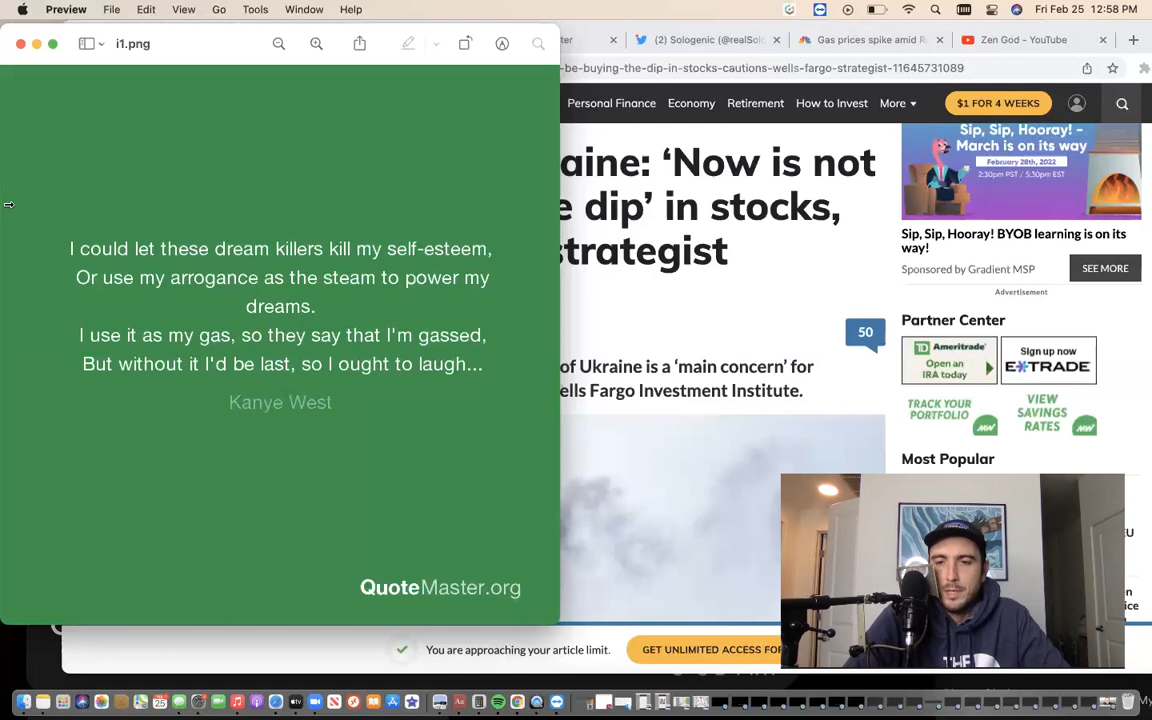 Preview File Edit View Go Tools Window Help
Fri Feb 25 12:58 PM
i1.png
(2) Sologenic (@realSol
Gas prices spike amid R
Zen God - YouTube
-be-buying-the-dip-in-stocks-cautions-wells-fargo-strategist-11645731089
Personal Finance Economy Retirement How to Invest More $1 FOR 4 WEEKS
I could let these dream killers kill my self-esteem,
Or use my arrogance as the steam to power my
dreams.
I use it as my gas, so they say that I'm gassed,
But without it I'd be last, so I ought to laugh...
Kanye West
QuoteMaster.org
raine: ‘Now is not
e dip’ in stocks,
strategist
50
of Ukraine is a ‘main concern’ for
ells Fargo Investment Institute.
Sip, Sip, Hooray! –
March is on its way
February 28th, 2022
2:30pm PST / 5:30pm EST
Sip, Sip, Hooray! BYOB learning is on its
way!
Sponsored by Gradient MSP
SEE MORE
Advertisement
Partner Center
TD Ameritrade
Open an
IRA today
Sign up now
E*TRADE
TRACK YOUR
PORTFOLIO
MW
VIEW
SAVINGS
RATES
MW
Most Popular
EU
You are approaching your article limit.
GET UNLIMITED ACCESS FO
THE